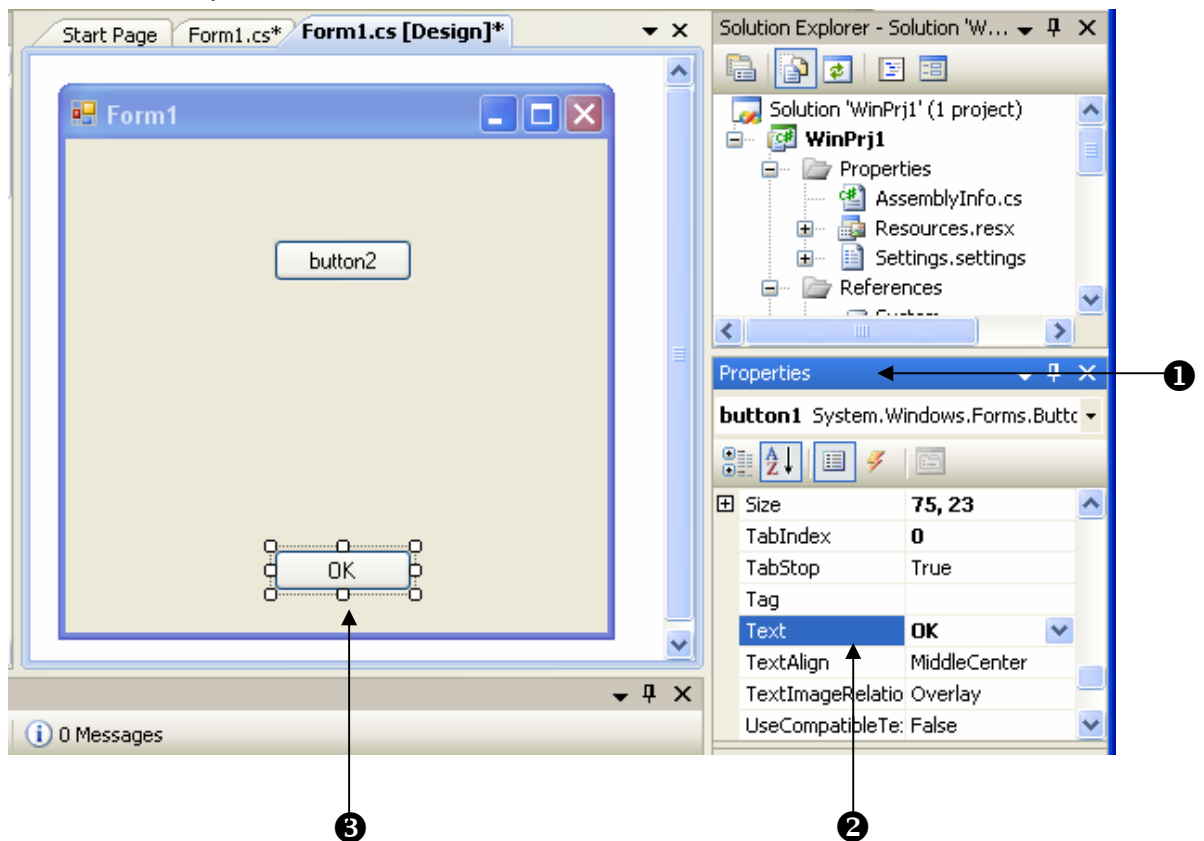 Start Page Form1.cs* Form1.cs [Design]*
Form1
button2
OK
0 Messages
Solution Explorer - Solution 'W...
Solution 'WinPrj1' (1 project)
WinPrj1
Properties
AssemblyInfo.cs
Resources.resx
Settings.settings
References
Properties
button1 System.Windows.Forms.Butto
Size 75, 23
TabIndex 0
TabStop True
Tag
Text OK
TextAlign MiddleCenter
TextImageRelatio Overlay
UseCompatibleTe: False
❶
❸
❷